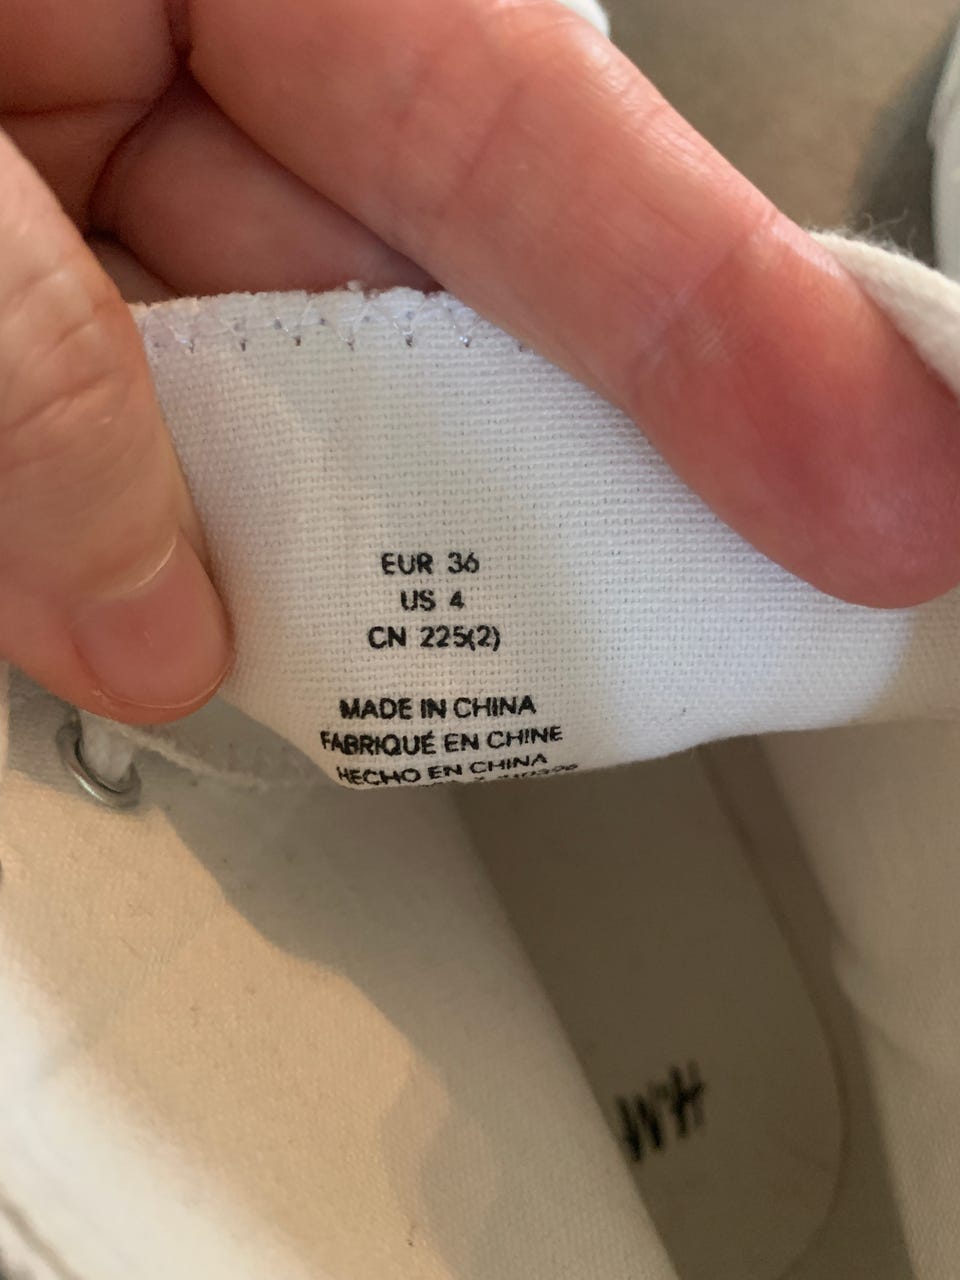 EUR 36
US 4
CN 225(2)
MADE IN CHINA
FABRIQUÉ EN CHINE
HECHO EN CHINA
H&M